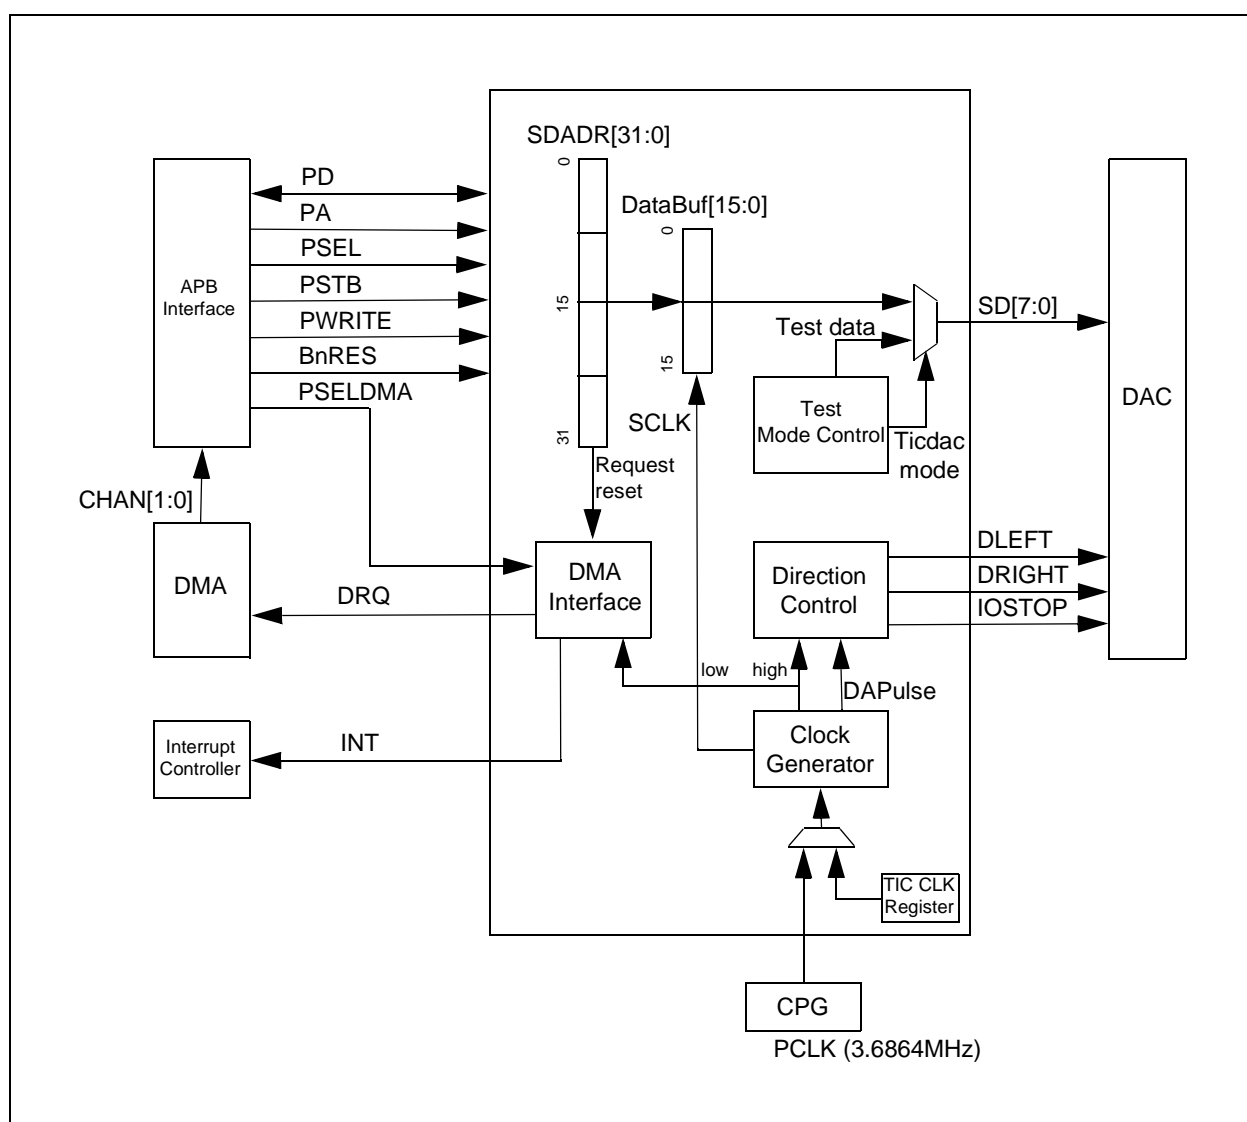 SDADR[31:0]
0
15
31
DataBuf[15:0]
0
15
PD
PA
PSEL
PSTB
PWRITE
BnRES
PSELDMA
APB
Interface
CHAN[1:0]
DMA
DRQ
Interrupt
Controller
INT
Request
reset
DMA
Interface
SCLK
Test data
Test
Mode Control
Ticdac
mode
SD[7:0]
DAC
Direction
Control
DLEFT
DRIGHT
IOSTOP
low
high
DAPulse
Clock
Generator
TIC CLK
Register
CPG
PCLK (3.6864MHz)